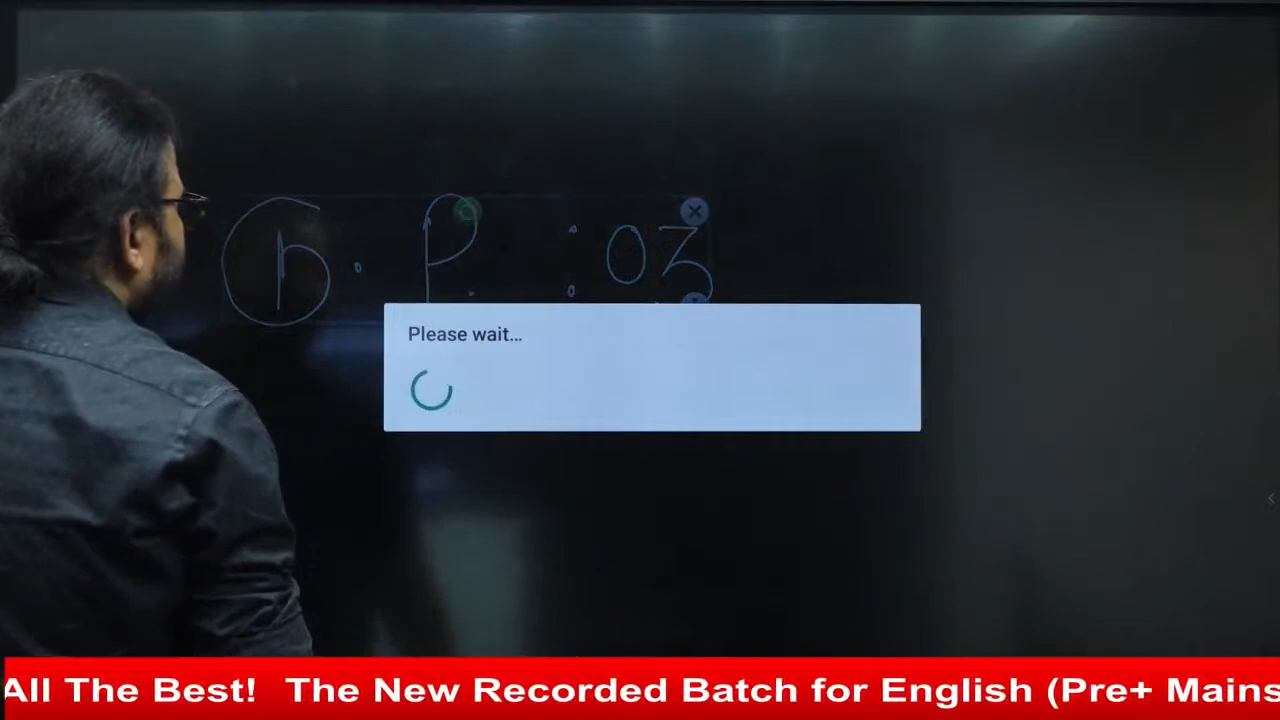 P. : 03
Please wait...
All The Best! The New Recorded Batch for English (Pre+ Mains